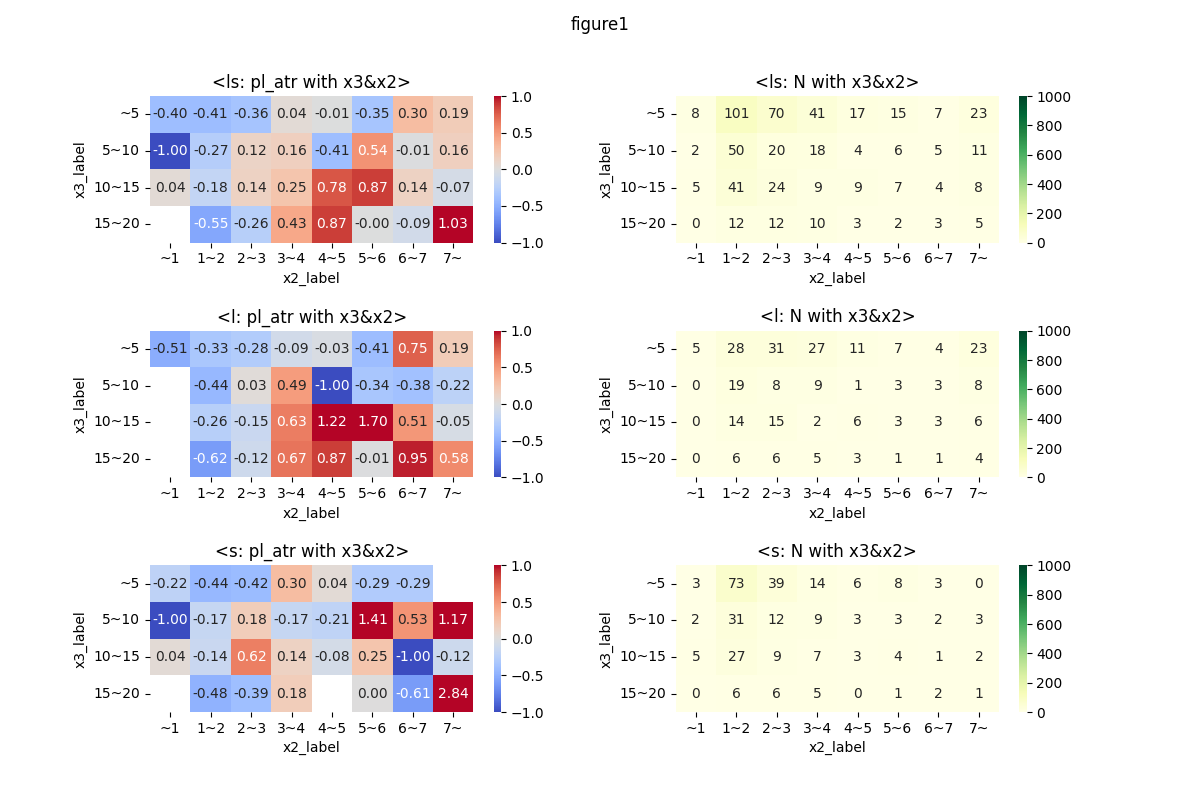 figure1
<ls: pl_atr with x3&x2>
x3_label
~5 -0.40 -0.41 -0.36 0.04 -0.01 -0.35 0.30 0.19
5~10 -1.00 -0.27 0.12 0.16 -0.41 0.54 -0.01 0.16
10~15 0.04 -0.18 0.14 0.25 0.78 0.87 0.14 -0.07
15~20 -0.55 -0.26 0.43 0.87 -0.00 -0.09 1.03
~1 1~2 2~3 3~4 4~5 5~6 6~7 7~
x2_label
1.0
0.5
0.0
−0.5
−1.0
<ls: N with x3&x2>
x3_label
~5 8 101 70 41 17 15 7 23
5~10 2 50 20 18 4 6 5 11
10~15 5 41 24 9 9 7 4 8
15~20 0 12 12 10 3 2 3 5
~1 1~2 2~3 3~4 4~5 5~6 6~7 7~
x2_label
1000
800
600
400
200
0
<l: pl_atr with x3&x2>
x3_label
~5 -0.51 -0.33 -0.28 -0.09 -0.03 -0.41 0.75 0.19
5~10 -0.44 0.03 0.49 -1.00 -0.34 -0.38 -0.22
10~15 -0.26 -0.15 0.63 1.22 1.70 0.51 -0.05
15~20 -0.62 -0.12 0.67 0.87 -0.01 0.95 0.58
~1 1~2 2~3 3~4 4~5 5~6 6~7 7~
x2_label
1.0
0.5
0.0
−0.5
−1.0
<l: N with x3&x2>
x3_label
~5 5 28 31 27 11 7 4 23
5~10 0 19 8 9 1 3 3 8
10~15 0 14 15 2 6 3 3 6
15~20 0 6 6 5 3 1 1 4
~1 1~2 2~3 3~4 4~5 5~6 6~7 7~
x2_label
1000
800
600
400
200
0
<s: pl_atr with x3&x2>
x3_label
~5 -0.22 -0.44 -0.42 0.30 0.04 -0.29 -0.29
5~10 -1.00 -0.17 0.18 -0.17 -0.21 1.41 0.53 1.17
10~15 0.04 -0.14 0.62 0.14 -0.08 0.25 -1.00 -0.12
15~20 -0.48 -0.39 0.18 0.00 -0.61 2.84
~1 1~2 2~3 3~4 4~5 5~6 6~7 7~
x2_label
1.0
0.5
0.0
−0.5
−1.0
<s: N with x3&x2>
x3_label
~5 3 73 39 14 6 8 3 0
5~10 2 31 12 9 3 3 2 3
10~15 5 27 9 7 3 4 1 2
15~20 0 6 6 5 0 1 2 1
~1 1~2 2~3 3~4 4~5 5~6 6~7 7~
x2_label
1000
800
600
400
200
0